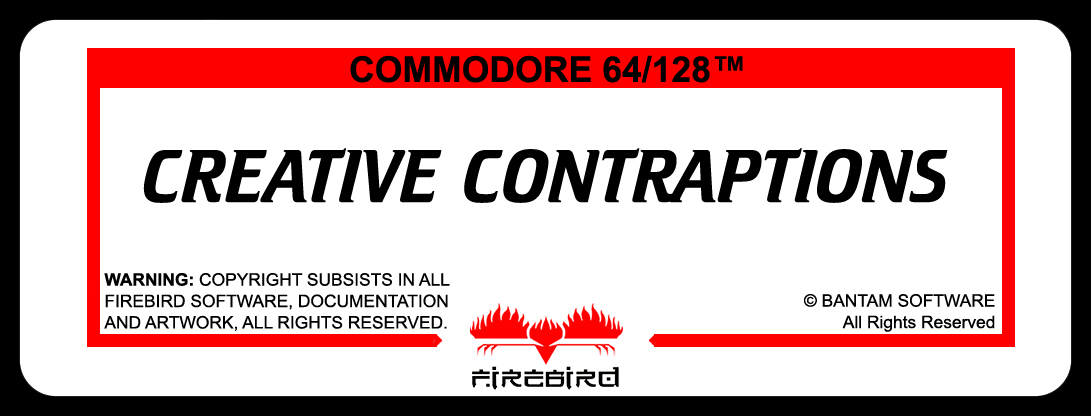 COMMODORE 64/128™
CREATIVE CONTRAPTIONS
WARNING: COPYRIGHT SUBSISTS IN ALL
FIREBIRD SOFTWARE, DOCUMENTATION
AND ARTWORK, ALL RIGHTS RESERVED.
© BANTAM SOFTWARE
All Rights Reserved
FIREBIRD